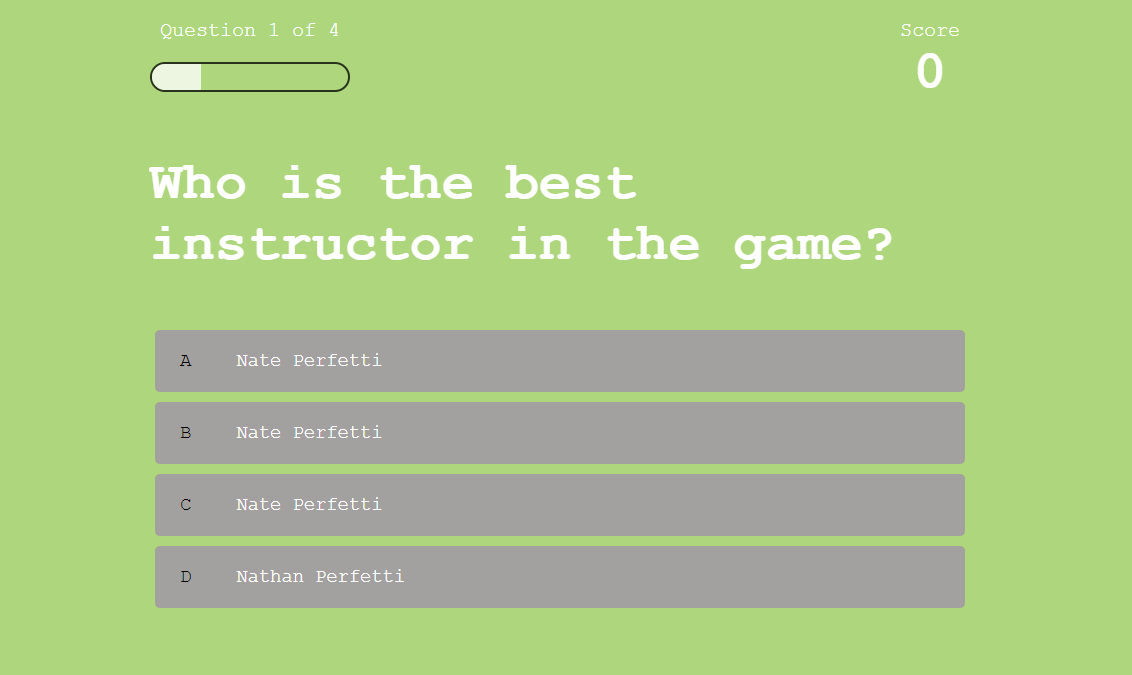 Question 1 of 4
Score
0
Who is the best
instructor in the game?
A Nate Perfetti
B Nate Perfetti
C Nate Perfetti
D Nathan Perfetti